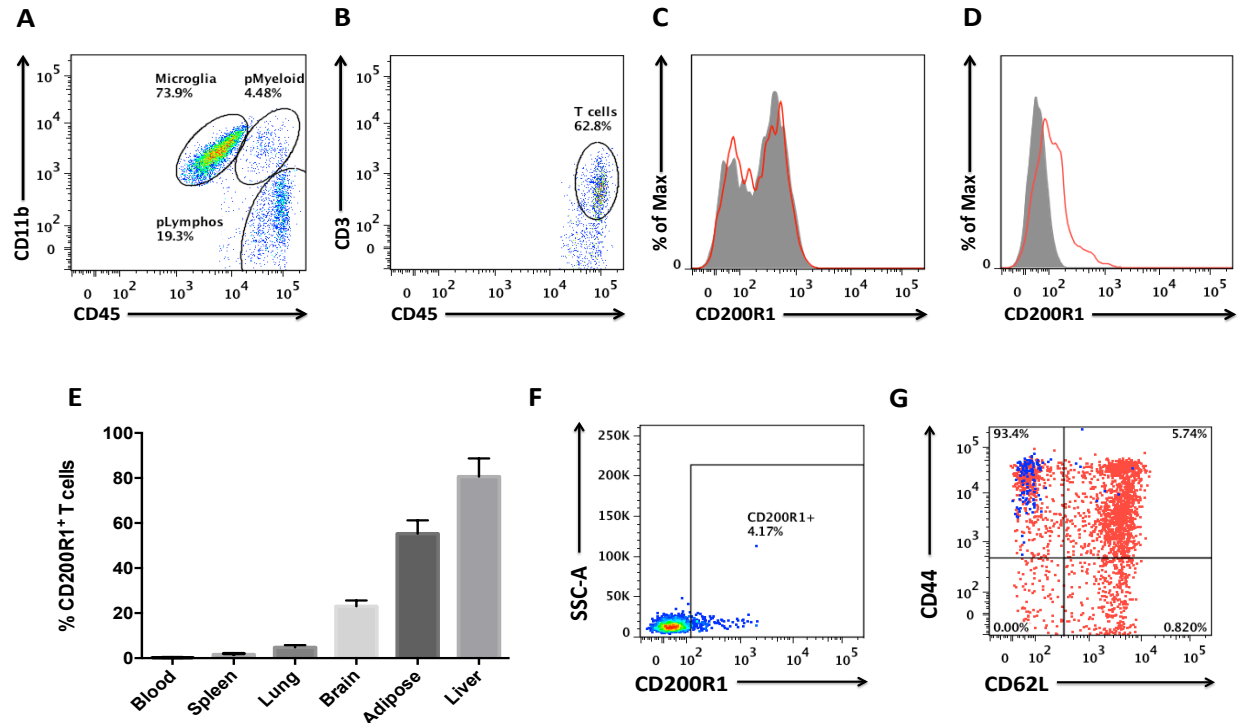 A
CD11b
10^5
10^4
10^3
10^2
0
Microglia
73.9%
pMyeloid
4.48%
pLymphos
19.3%
0 10^2 10^3 10^4 10^5
CD45
B
CD3
10^5
10^4
10^3
10^2
0
T cells
62.8%
0 10^2 10^3 10^4 10^5
CD45
C
% of Max
0
0 10^2 10^3 10^4 10^5
CD200R1
D
% of Max
0
0 10^2 10^3 10^4 10^5
CD200R1
E
% CD200R1+ T cells
100
80
60
40
20
0
Blood
Spleen
Lung
Brain
Adipose
Liver
F
SSC-A
250K
200K
150K
100K
50K
0
CD200R1+
4.17%
0 10^2 10^3 10^4 10^5
CD200R1
G
CD44
10^5
10^4
10^3
10^2
0
93.4% 5.74%
0.00% 0.820%
0 10^2 10^3 10^4 10^5
CD62L